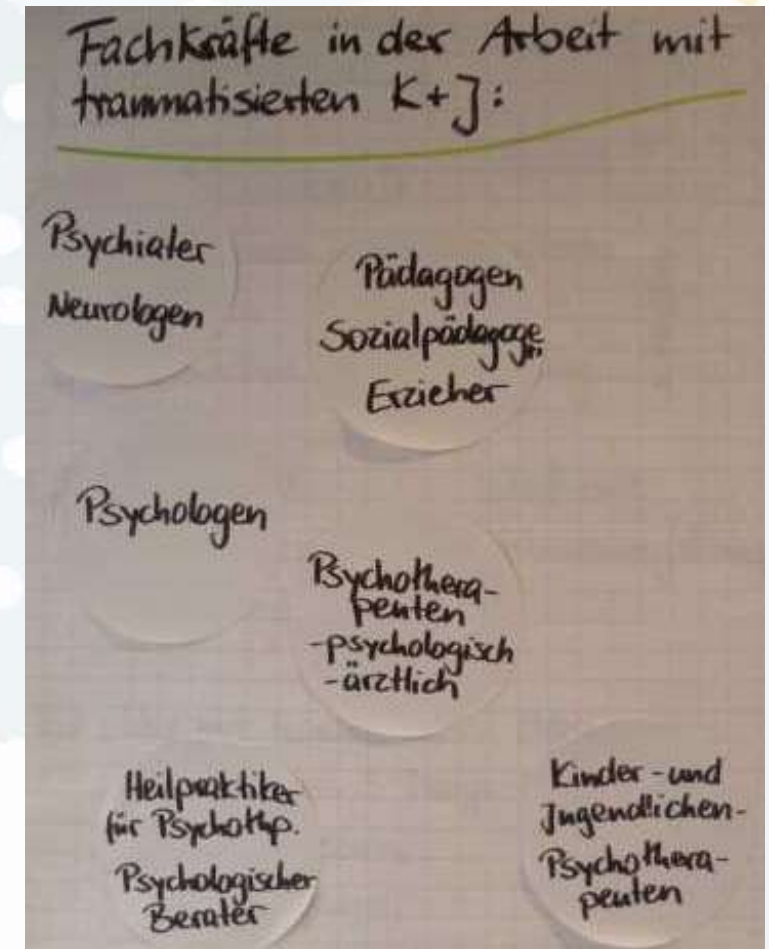 Fachkräfte in der Arbeit mit
traumatisierten K+J:
Psychiater
Neurologen
Pädagogen
Sozialpädagogen
Erzieher
Psychologen
Psychothera-
peuten
-psychologisch
-ärztlich
Heilpraktiker
für Psychothp.
Psychologischer
Berater
Kinder-und
Jugendlichen-
Psychothera-
peuten